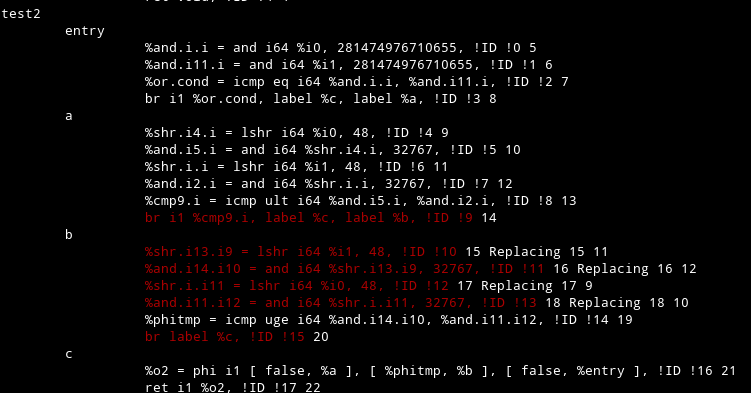 test2
entry
%and.i.i = and i64 %i0, 281474976710655, !ID !0 5
%and.i11.i = and i64 %i1, 281474976710655, !ID !1 6
%or.cond = icmp eq i64 %and.i.i, %and.i11.i, !ID !2 7
br i1 %or.cond, label %c, label %a, !ID !3 8
a
%shr.i4.i = lshr i64 %i0, 48, !ID !4 9
%and.i5.i = and i64 %shr.i4.i, 32767, !ID !5 10
%shr.i.i = lshr i64 %i1, 48, !ID !6 11
%and.i2.i = and i64 %shr.i.i, 32767, !ID !7 12
%cmp9.i = icmp ult i64 %and.i5.i, %and.i2.i, !ID !8 13
br i1 %cmp9.i, label %c, label %b, !ID !9 14
b
%shr.i13.i9 = lshr i64 %i1, 48, !ID !10 15 Replacing 15 11
%and.i14.i10 = and i64 %shr.i13.i9, 32767, !ID !11 16 Replacing 16 12
%shr.i.i11 = lshr i64 %i0, 48, !ID !12 17 Replacing 17 9
%and.i11.i12 = and i64 %shr.i.i11, 32767, !ID !13 18 Replacing 18 10
%phitmp = icmp uge i64 %and.i14.i10, %and.i11.i12, !ID !14 19
br label %c, !ID !15 20
c
%o2 = phi i1 [ false, %a ], [ %phitmp, %b ], [ false, %entry ], !ID !16 21
ret i1 %o2, !ID !17 22